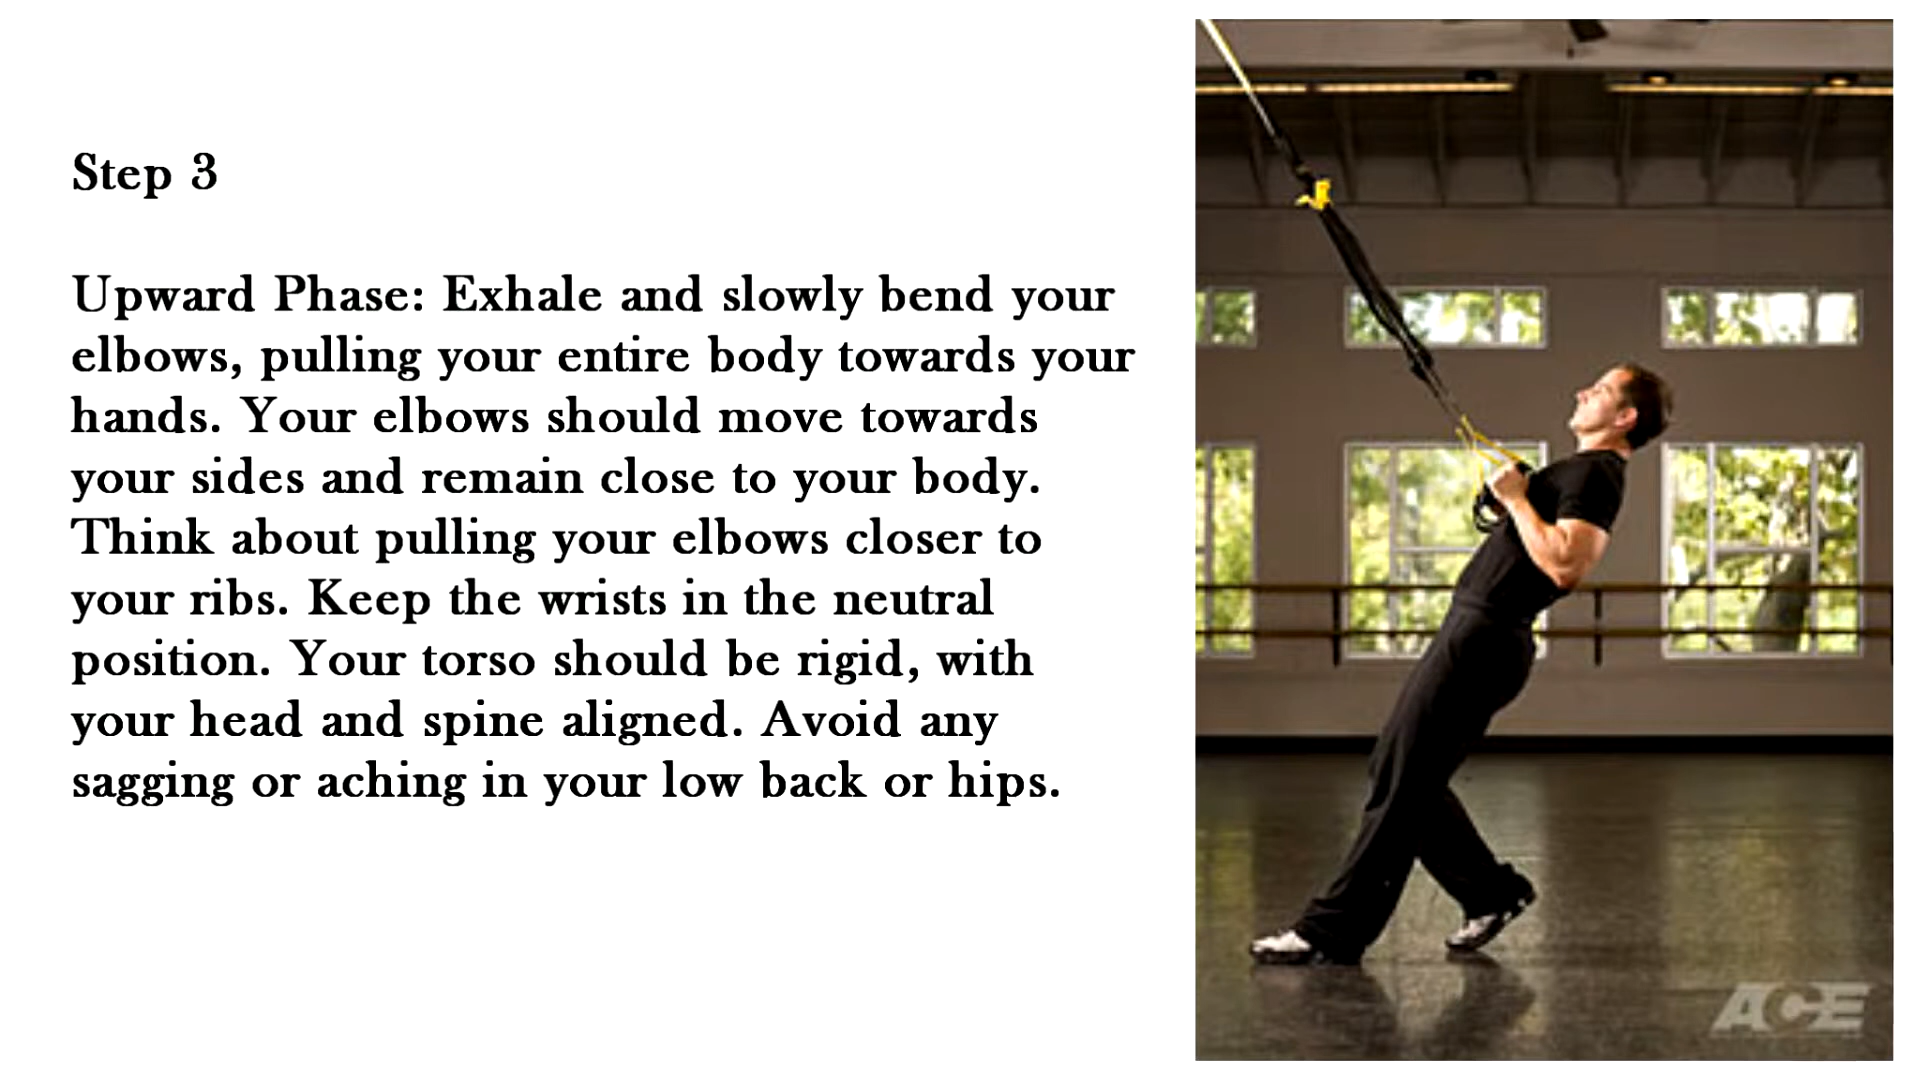 Step 3
Upward Phase: Exhale and slowly bend your
elbows, pulling your entire body towards your
hands. Your elbows should move towards
your sides and remain close to your body.
Think about pulling your elbows closer to
your ribs. Keep the wrists in the neutral
position. Your torso should be rigid, with
your head and spine aligned. Avoid any
sagging or aching in your low back or hips.
ACE